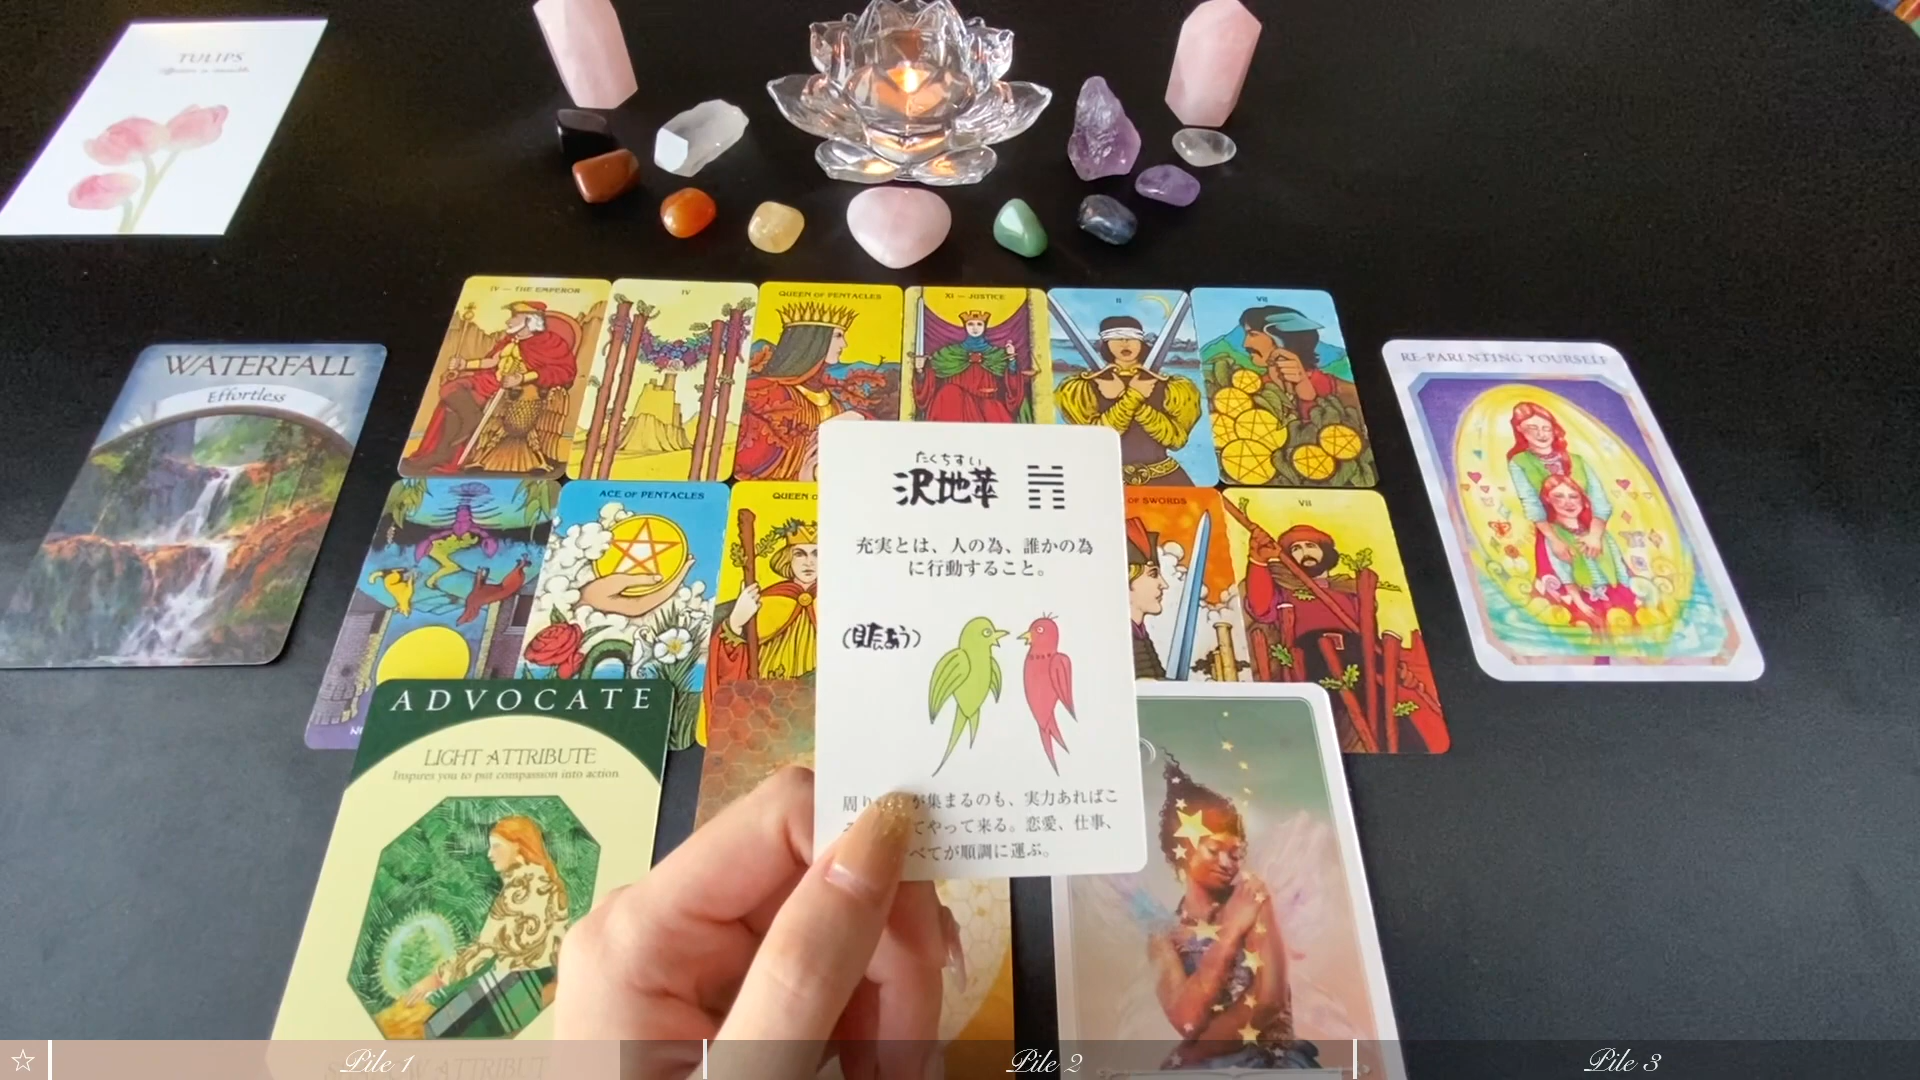 TULIPS
IV — THE EMPEROR
IV
QUEEN OF PENTACLES
XI — JUSTICE
II
VII
WATERFALL
Effortless
RE-PARENTING YOURSELF
ACE OF PENTACLES
QUEEN O
OF SWORDS
VII
たくちすい
沢地萃
充実とは、人の為、誰かの為
に行動すること。
周り
が集まるのも、実力あればこ
てやって来る。恋愛、仕事、
べてが順調に運ぶ。
ADVOCATE
LIGHT ATTRIBUTE
Inspires you to put compassion into action
☆
Pile 1
Pile 2
Pile 3